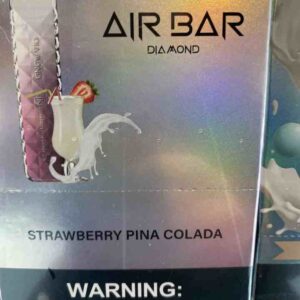 AIR BAR
DIAMOND
STRAWBERRY PINA COLADA
WARNING: